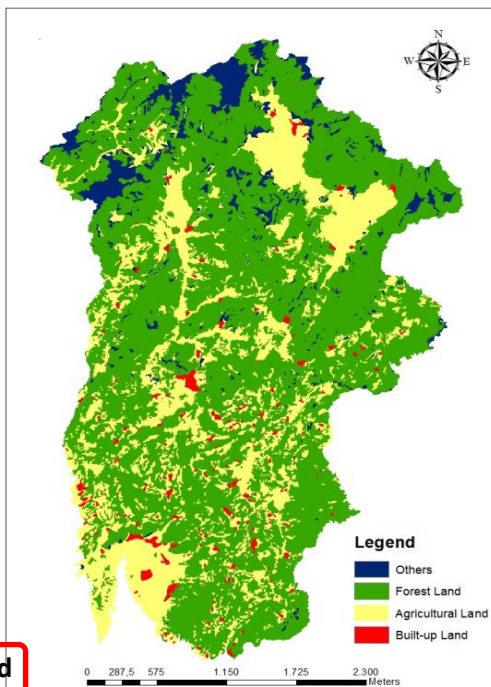 N
W E
S
Legend
Others
Forest Land
Agricultural Land
Built-up Land
d
0 287,5 575 1.150 1.725 2.300
Meters